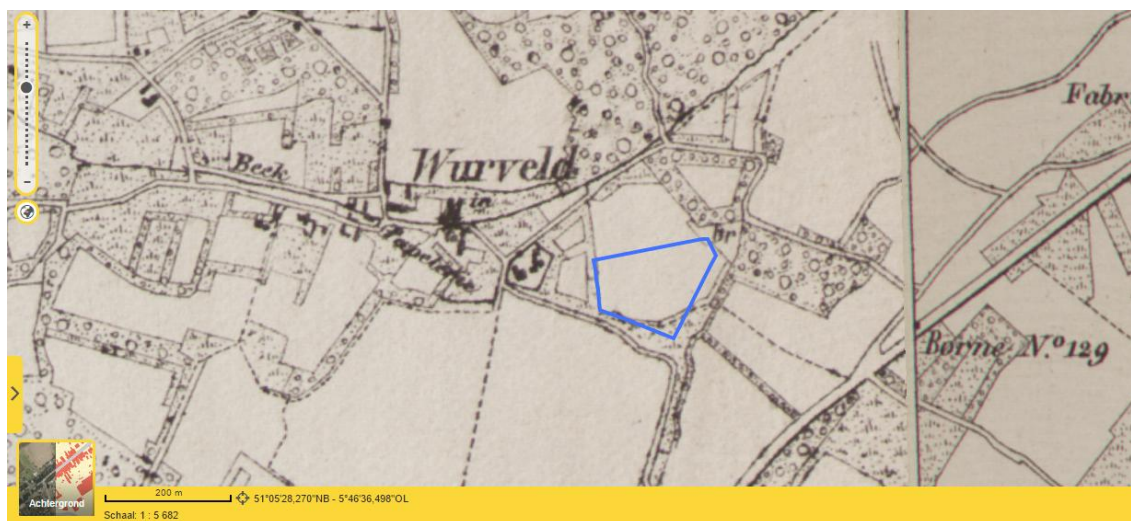 +
Fabr
Beek
Wurveld
br
Borne N.º 129
−
Achtergrond
200 m
51°05'28,270"NB - 5°46'36,498"OL
Schaal: 1 : 5 682